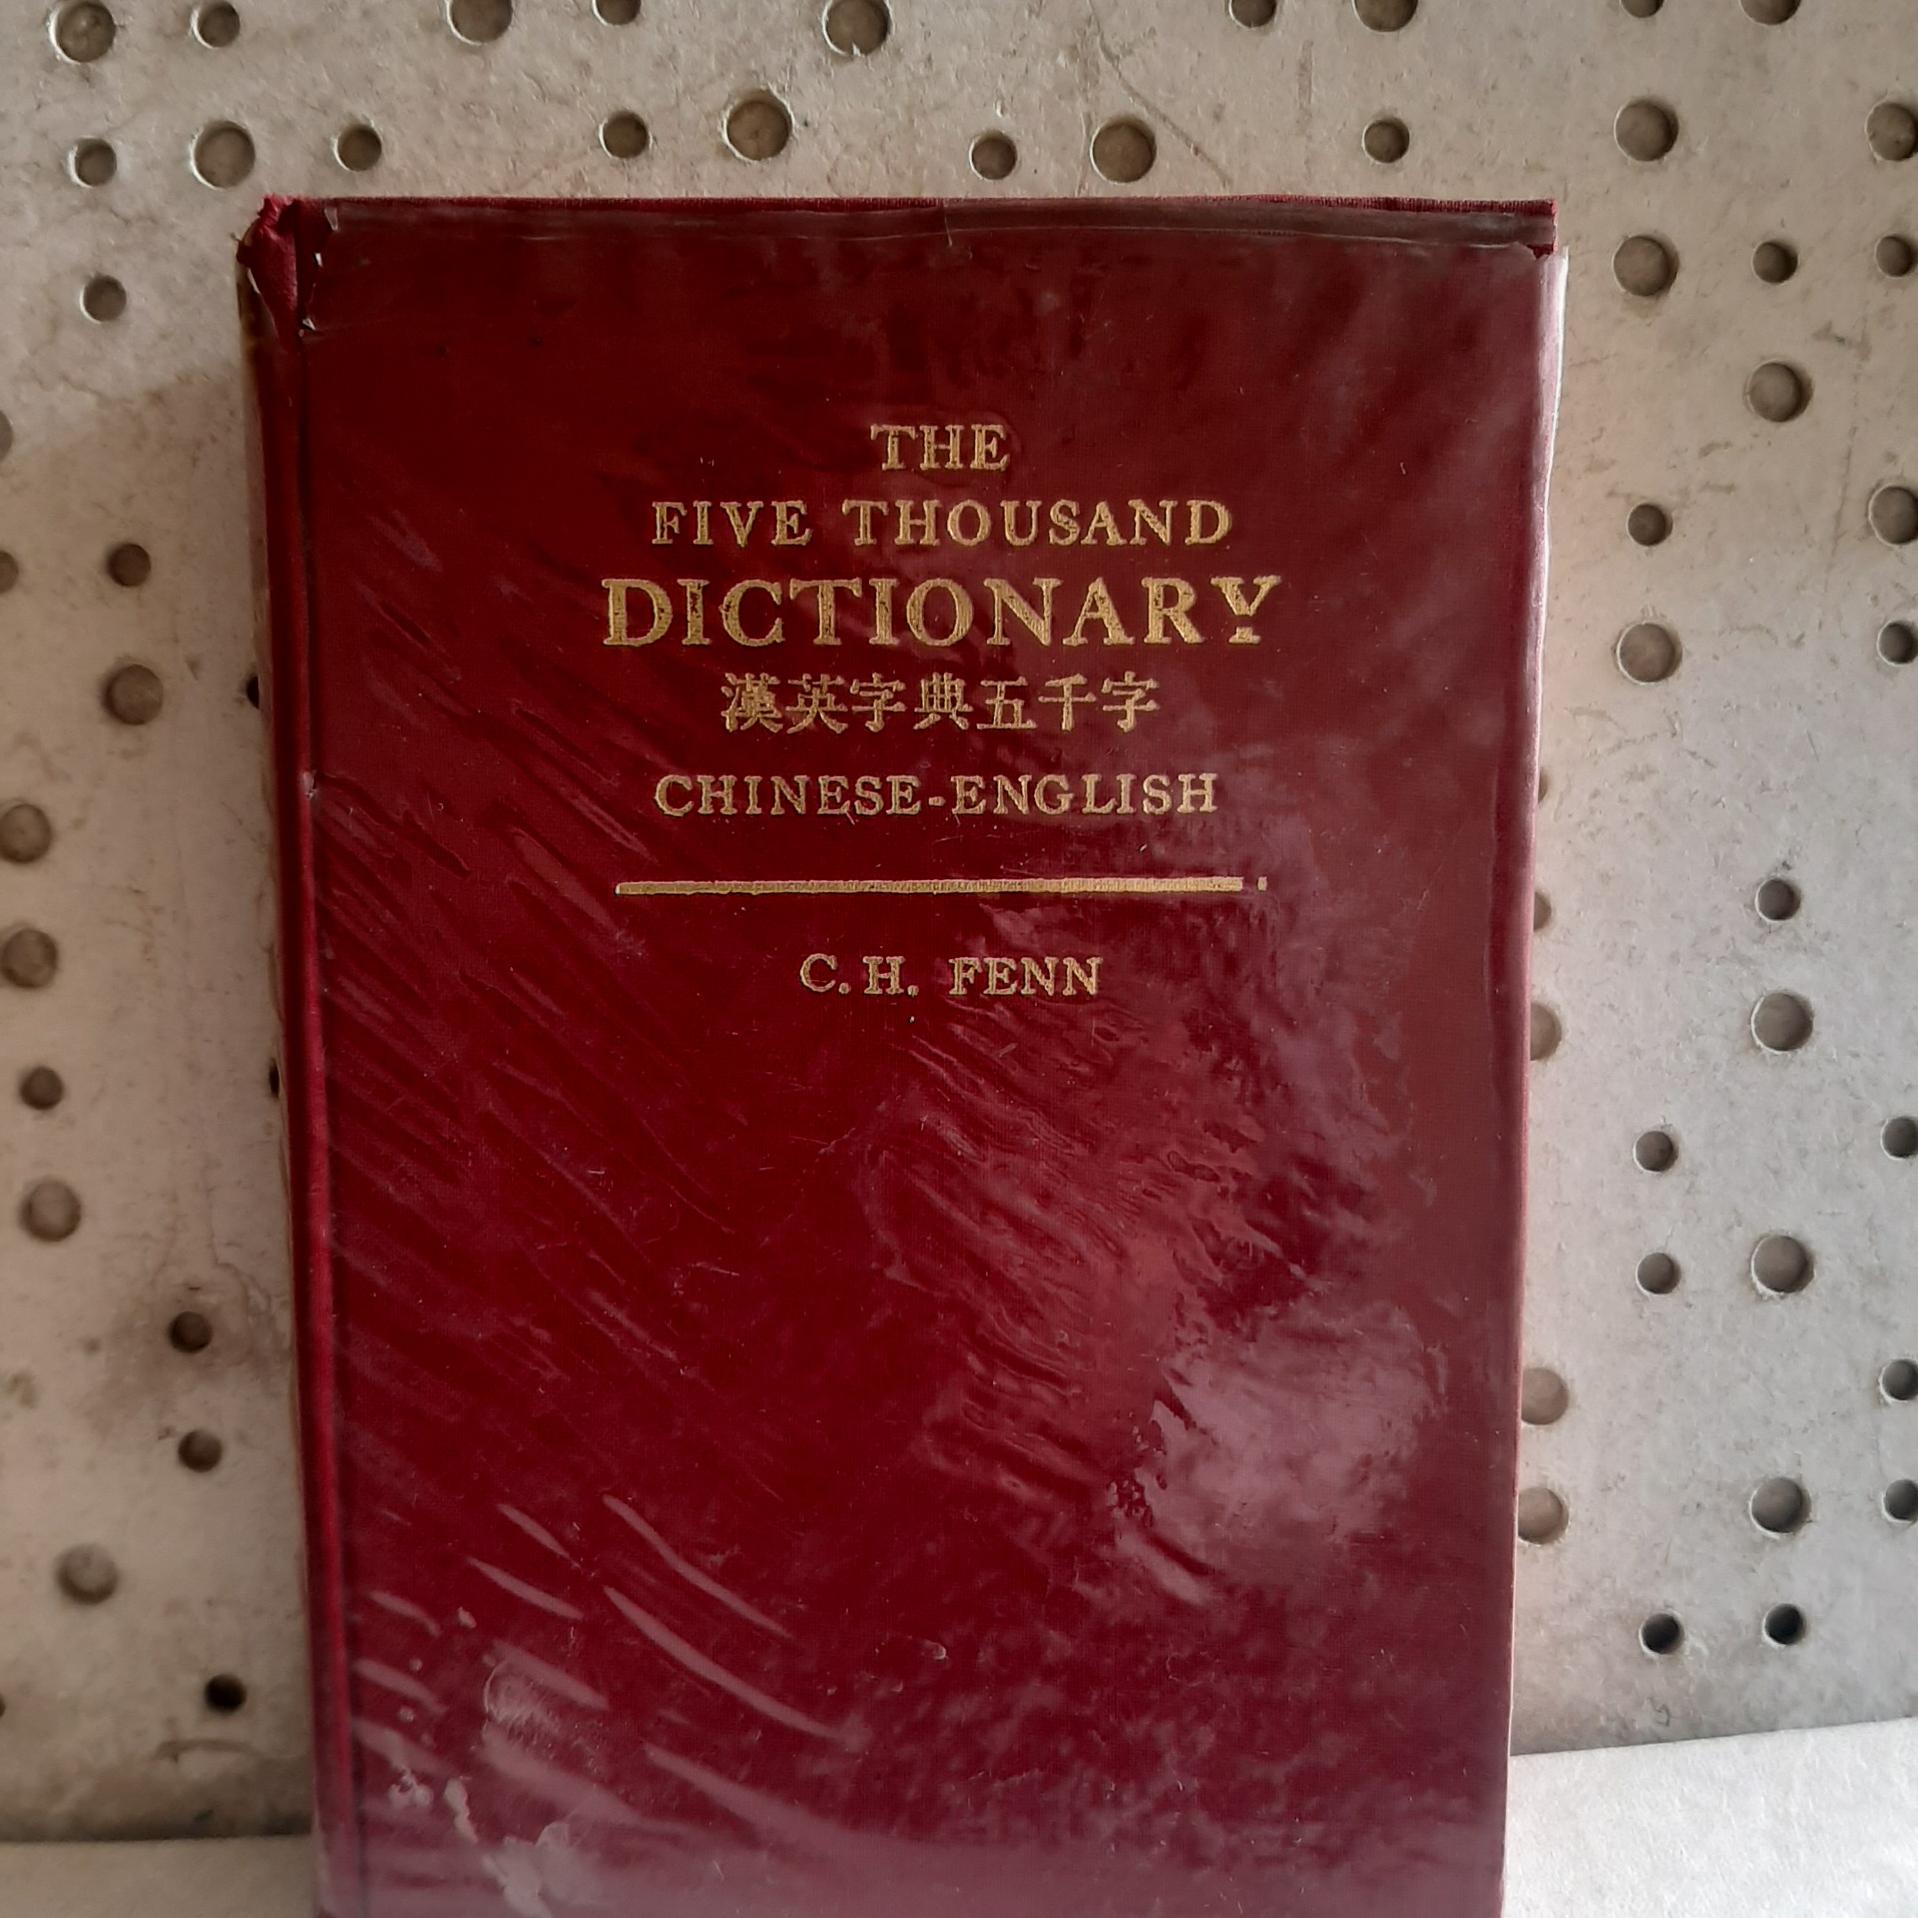 THE
FIVE THOUSAND
DICTIONARY
漢英字典五千字
CHINESE-ENGLISH
C. H. FENN